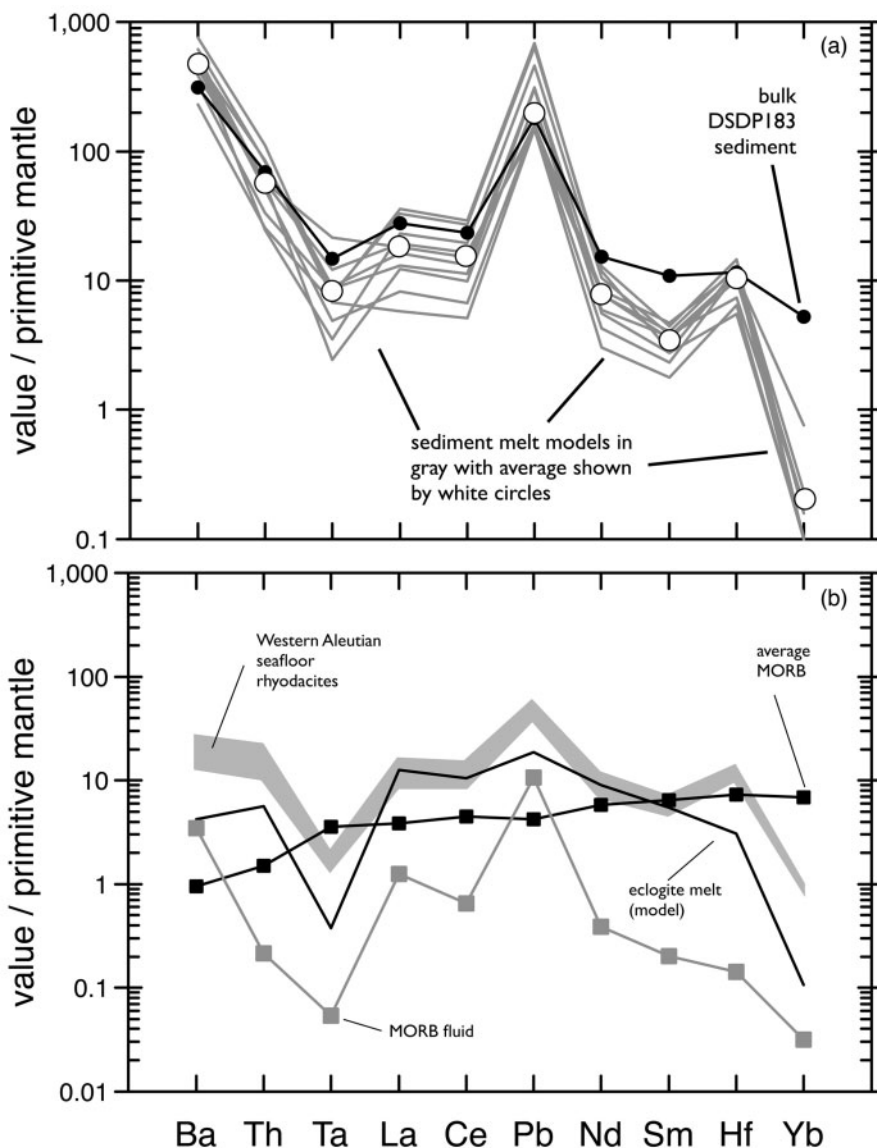 1,000
(a)
bulk
DSDP183
sediment
100
10
value / primitive mantle
1
sediment melt models in
gray with average shown
by white circles
0.1
1,000
(b)
Western Aleutian
seafloor
rhyodacites
average
MORB
100
10
value / primitive mantle
1
eclogite melt
(model)
0.1
MORB fluid
0.01
Ba Th Ta La Ce Pb Nd Sm Hf Yb